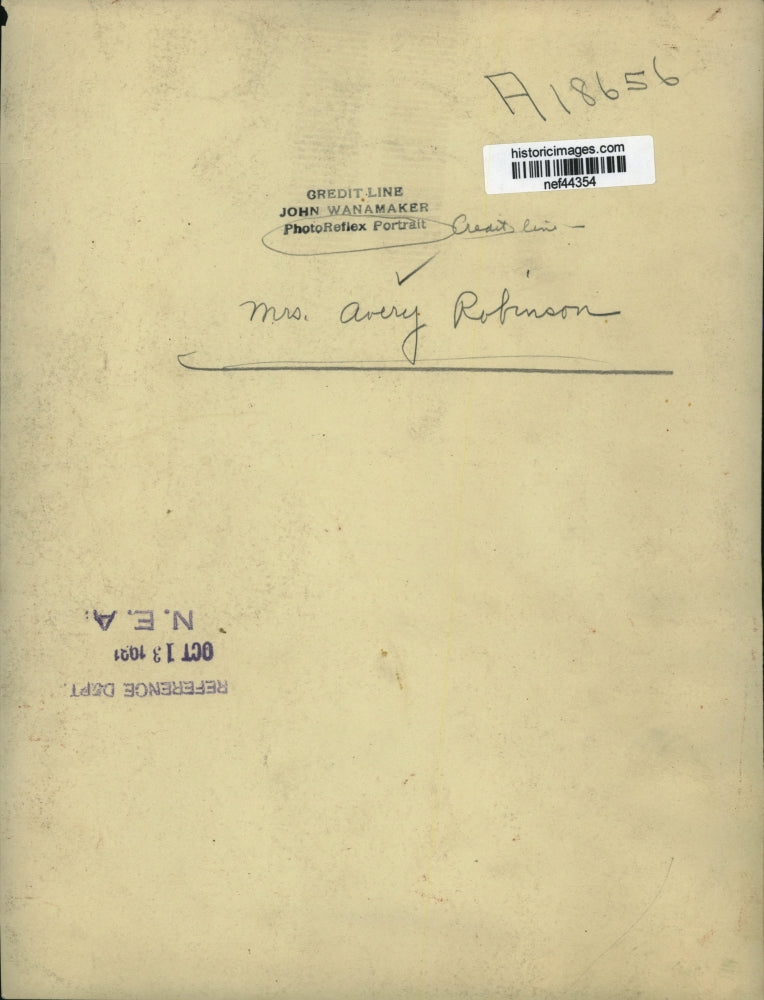 A18656
historicimages.com
nef44354
CREDIT LINE
JOHN WANAMAKER
PhotoReflex Portrait
Credit line -
Mrs. Avery Robinson
REFERENCE DEPT.
OCT 13 1921
N. E. A.